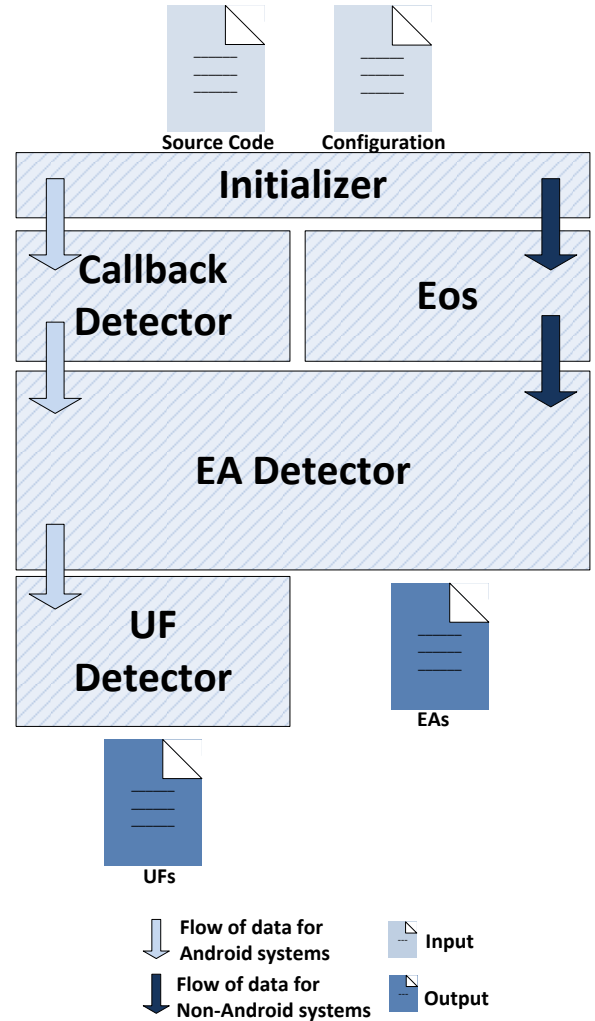 Source Code
Configuration
Initializer
Callback
Detector
Eos
EA Detector
UF
Detector
EAs
UFs
Flow of data for
Android systems
Input
Flow of data for
Non-Android systems
Output